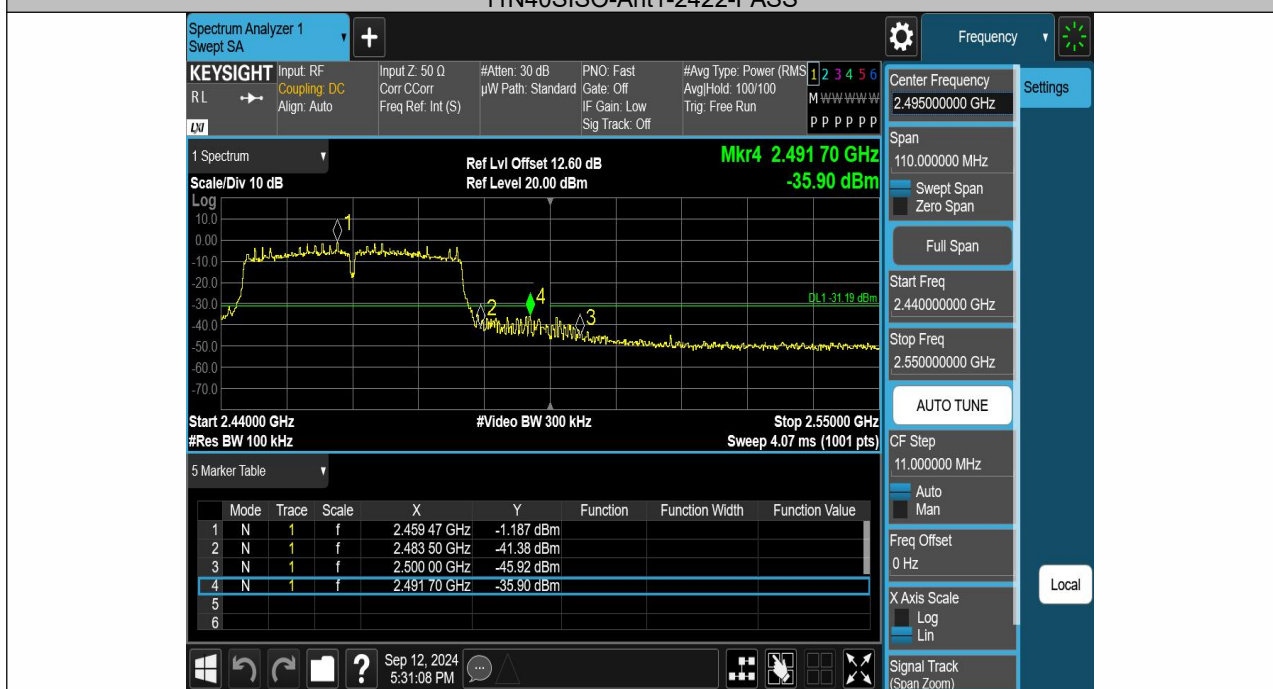 11N40SISO-Ant1-2422-PASS
Spectrum Analyzer 1
Swept SA
Frequency
KEYSIGHT
RL
LXI
Input: RF
Coupling: DC
Align: Auto
Input Z: 50 Ω
Corr CCorr
Freq Ref: Int (S)
#Atten: 30 dB
µW Path: Standard
PNO: Fast
Gate: Off
IF Gain: Low
Sig Track: Off
#Avg Type: Power (RMS
Avg|Hold: 100/100
Trig: Free Run
1 2 3 4 5 6
M W W W W W
P P P P P P
1 Spectrum
Scale/Div 10 dB
Ref Lvl Offset 12.60 dB
Ref Level 20.00 dBm
Mkr4 2.491 70 GHz
-35.90 dBm
Log
10.0
0.00
-10.0
-20.0
-30.0
-40.0
-50.0
-60.0
-70.0
1
2
4
3
DL1 -31.19 dBm
Start 2.44000 GHz
#Video BW 300 kHz
Stop 2.55000 GHz
#Res BW 100 kHz
Sweep 4.07 ms (1001 pts)
5 Marker Table
Mode Trace Scale X Y Function Function Width Function Value
1 N 1 f 2.459 47 GHz -1.187 dBm
2 N 1 f 2.483 50 GHz -41.38 dBm
3 N 1 f 2.500 00 GHz -45.92 dBm
4 N 1 f 2.491 70 GHz -35.90 dBm
5
6
Center Frequency
2.495000000 GHz
Settings
Span
110.000000 MHz
Swept Span
Zero Span
Full Span
Start Freq
2.440000000 GHz
Stop Freq
2.550000000 GHz
AUTO TUNE
CF Step
11.000000 MHz
Auto
Man
Freq Offset
0 Hz
X Axis Scale
Log
Lin
Local
Signal Track
(Span Zoom)
?
Sep 12, 2024
5:31:08 PM